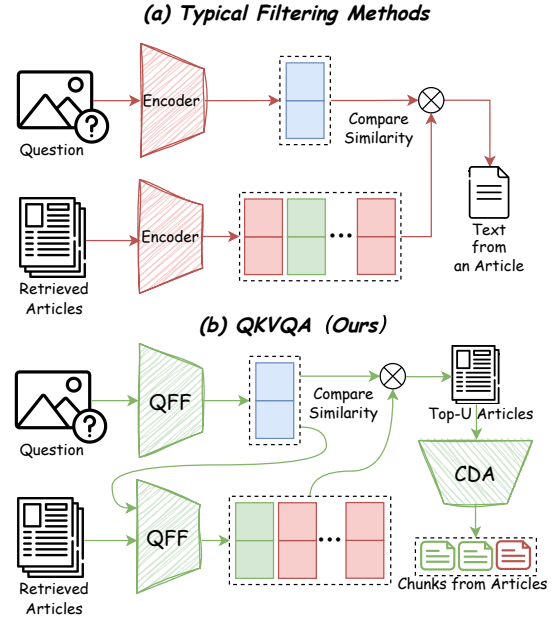 (a) Typical Filtering Methods
Encoder
?
Question
Compare
Similarity
Encoder
Retrieved
Articles
Text
from
an Article
(b) QKVQA (Ours)
QFF
?
Question
Compare
Similarity
Top-U Articles
CDA
QFF
Retrieved
Articles
Chunks from Articles